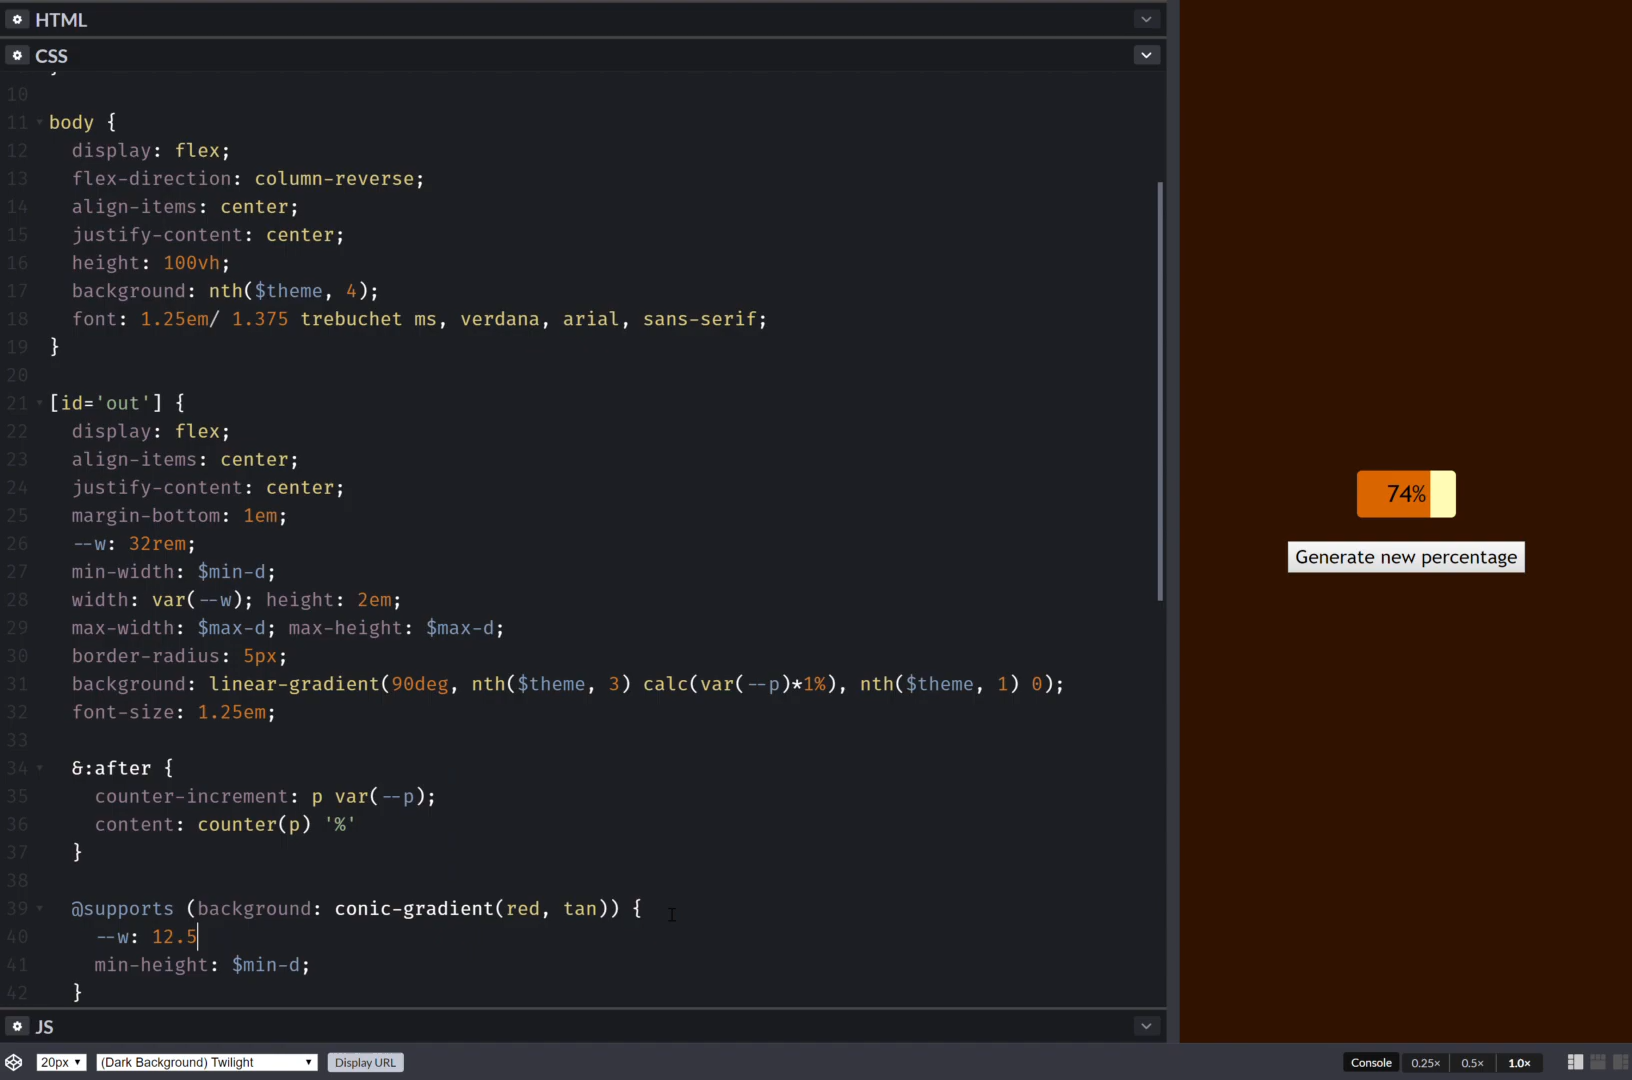 HTML
CSS
10
11 body {
12 display: flex;
13 flex-direction: column-reverse;
14 align-items: center;
15 justify-content: center;
16 height: 100vh;
17 background: nth($theme, 4);
18 font: 1.25em/ 1.375 trebuchet ms, verdana, arial, sans-serif;
19 }
20
21 [id='out'] {
22 display: flex;
23 align-items: center;
24 justify-content: center;
25 margin-bottom: 1em;
26 --w: 32rem;
27 min-width: $min-d;
28 width: var(--w); height: 2em;
29 max-width: $max-d; max-height: $max-d;
30 border-radius: 5px;
31 background: linear-gradient(90deg, nth($theme, 3) calc(var(--p)*1%), nth($theme, 1) 0);
32 font-size: 1.25em;
33
34 &:after {
35 counter-increment: p var(--p);
36 content: counter(p) '%'
37 }
38
39 @supports (background: conic-gradient(red, tan)) {
40 --w: 12.5
41 min-height: $min-d;
42 }
JS
74%
Generate new percentage
20px (Dark Background) Twilight Display URL Console 0.25× 0.5× 1.0×